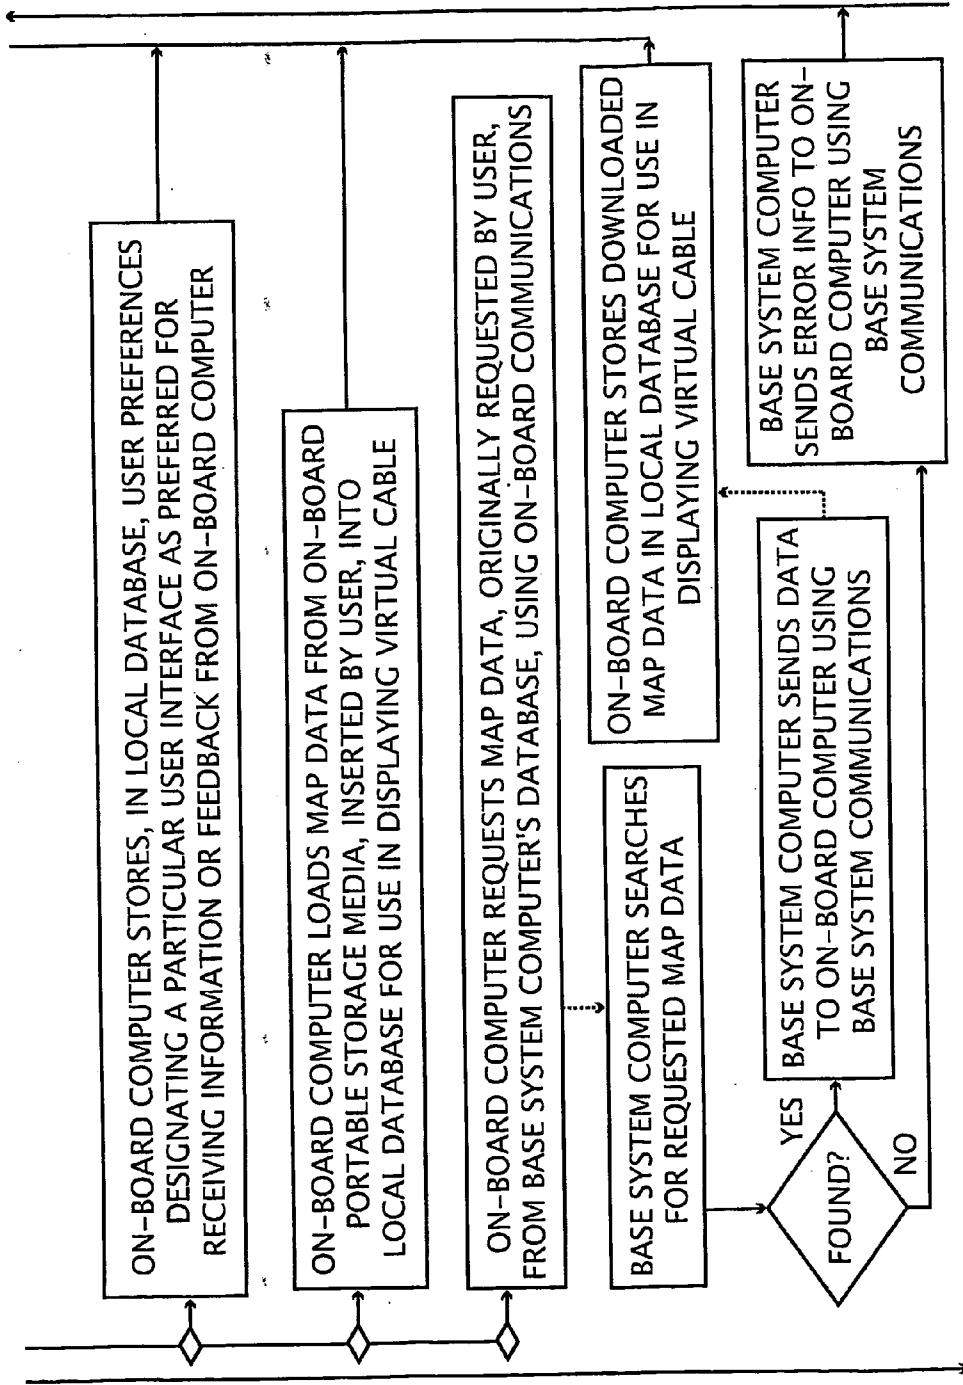 ON-BOARD COMPUTER STORES, IN LOCAL DATABASE, USER PREFERENCES
DESIGNATING A PARTICULAR USER INTERFACE AS PREFERRED FOR
RECEIVING INFORMATION OR FEEDBACK FROM ON-BOARD COMPUTER
ON-BOARD COMPUTER LOADS MAP DATA FROM ON-BOARD
PORTABLE STORAGE MEDIA, INSERTED BY USER, INTO
LOCAL DATABASE FOR USE IN DISPLAYING VIRTUAL CABLE
ON-BOARD COMPUTER REQUESTS MAP DATA, ORIGINALLY REQUESTED BY USER,
FROM BASE SYSTEM COMPUTER'S DATABASE, USING ON-BOARD COMMUNICATIONS
BASE SYSTEM COMPUTER SEARCHES
FOR REQUESTED MAP DATA
ON-BOARD COMPUTER STORES DOWNLOADED
MAP DATA IN LOCAL DATABASE FOR USE IN
DISPLAYING VIRTUAL CABLE
FOUND?
YES
NO
BASE SYSTEM COMPUTER SENDS DATA
TO ON-BOARD COMPUTER USING
BASE SYSTEM COMMUNICATIONS
BASE SYSTEM COMPUTER
SENDS ERROR INFO TO ON-
BOARD COMPUTER USING
BASE SYSTEM
COMMUNICATIONS